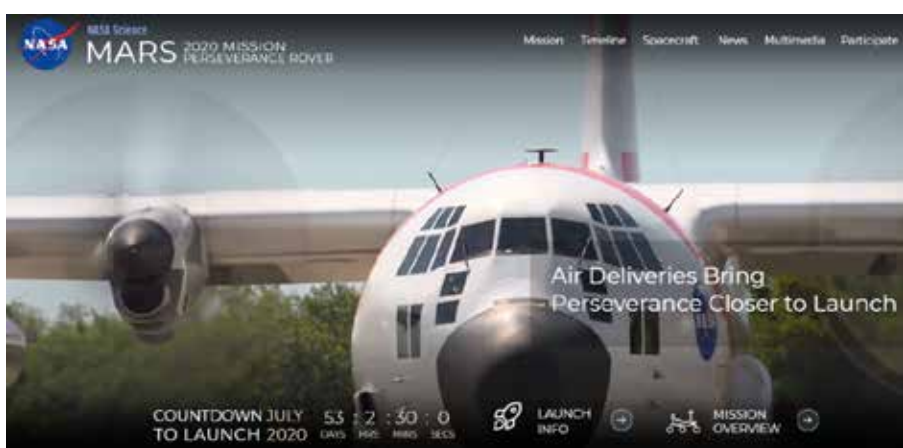 NASA
NASA Science
MARS 2020 MISSION
PERSEVERANCE ROVER
Mission Timeline Spacecraft News Multimedia Participate
Air Deliveries Bring
Perseverance Closer to Launch
COUNTDOWN JULY
TO LAUNCH 2020
53 : 2 : 30 : 0
DAYS HRS MINS SECS
LAUNCH
INFO
MISSION
OVERVIEW